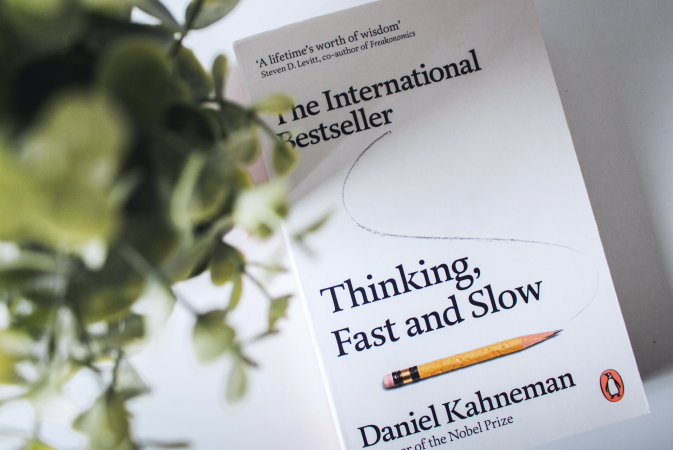 ‘A lifetime’s worth of wisdom’
Steven D. Levitt, co-author of Freakonomics
The International
Bestseller
Thinking,
Fast and Slow
Daniel Kahneman
of the Nobel Prize